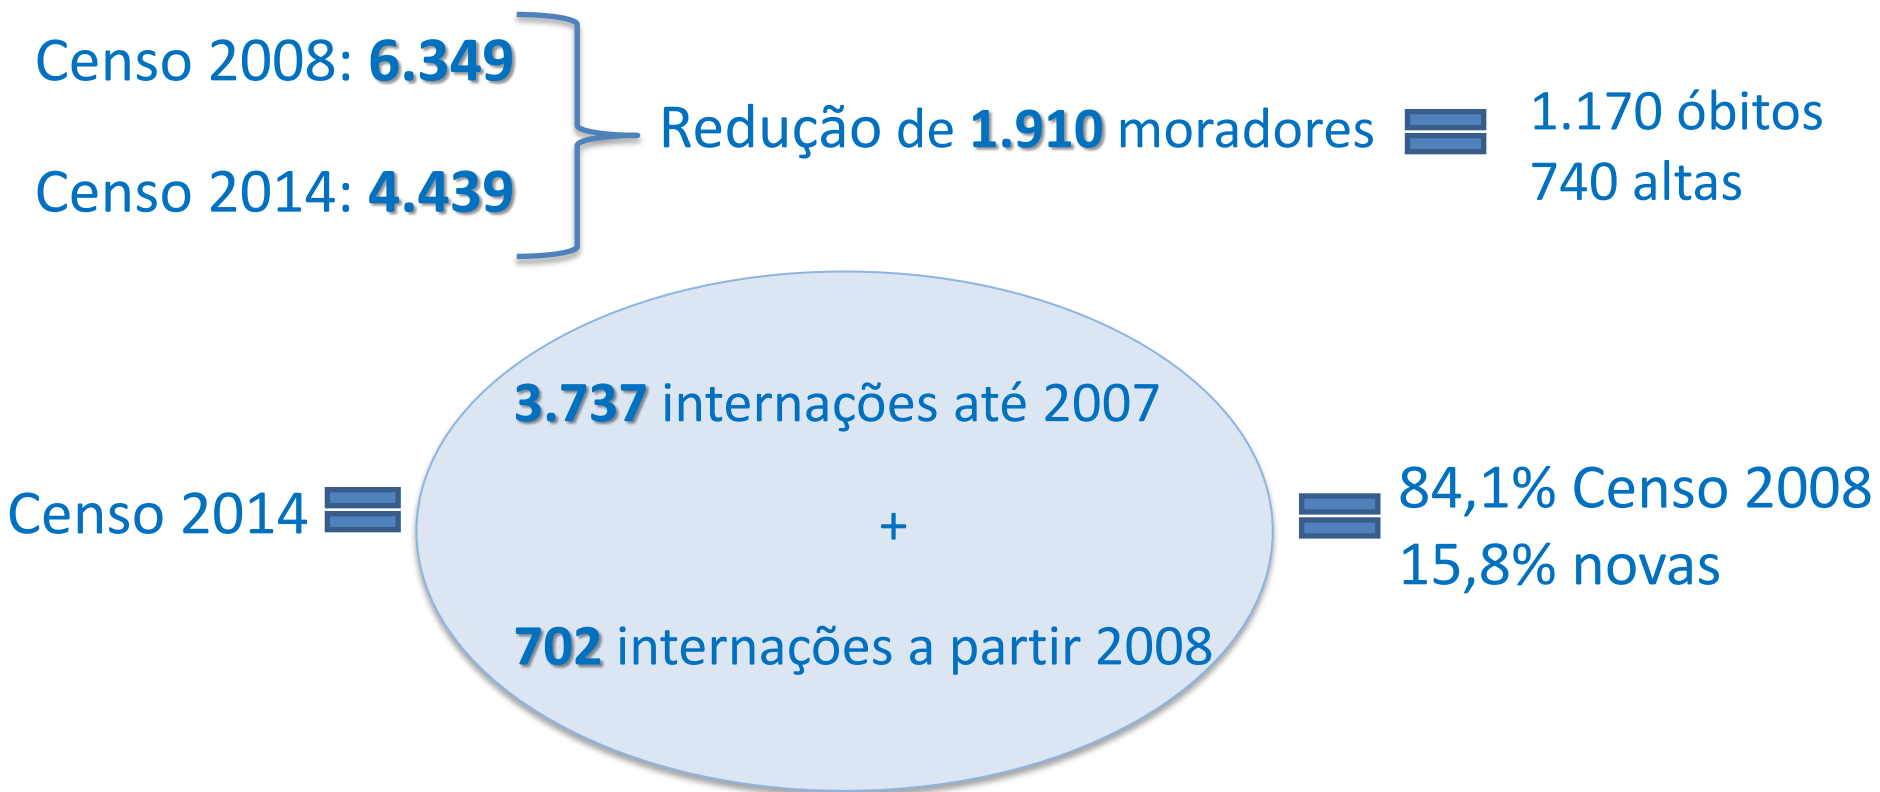 Censo 2008: 6.349
Censo 2014: 4.439
Redução de 1.910 moradores
1.170 óbitos
740 altas
Censo 2014
3.737 internações até 2007
+
702 internações a partir 2008
84,1% Censo 2008
15,8% novas